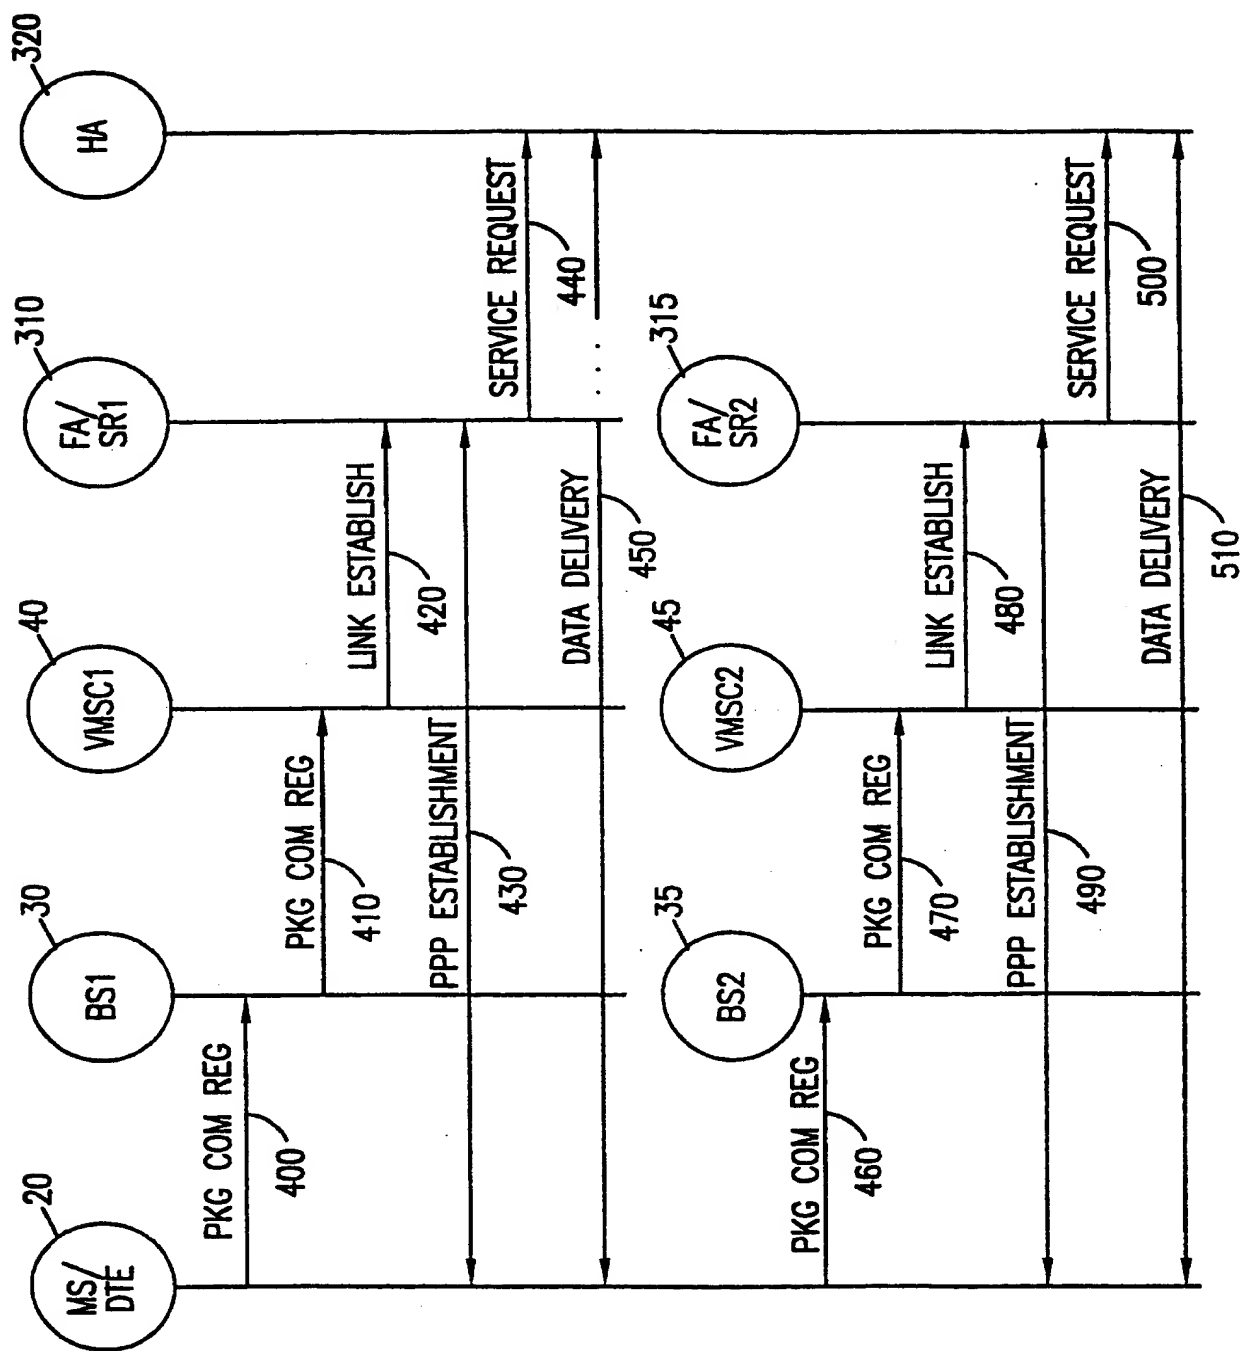 20
MS/
DTE
30
BS1
40
VMSC1
310
FA/
SR1
320
HA
PKG COM REG
400
PKG COM REG
410
LINK ESTABLISH
420
PPP ESTABLISHMENT
430
SERVICE REQUEST
440
DATA DELIVERY
450
35
BS2
45
VMSC2
315
FA/
SR2
PKG COM REG
460
PKG COM REG
470
LINK ESTABLISH
480
PPP ESTABLISHMENT
490
SERVICE REQUEST
500
DATA DELIVERY
510